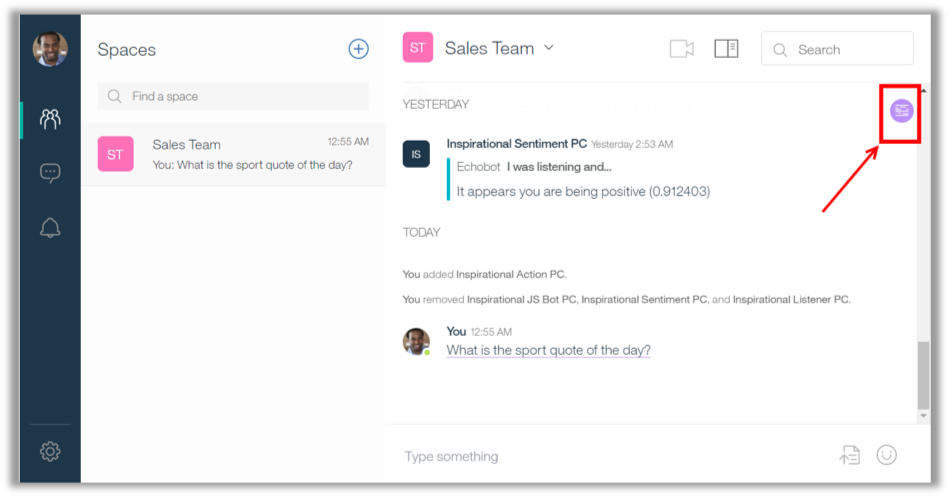 Spaces
Find a space
ST
Sales Team
12:55 AM
You: What is the sport quote of the day?
ST
Sales Team
Search
YESTERDAY
IS
Inspirational Sentiment PC Yesterday 2:53 AM
Echobot I was listening and...
It appears you are being positive (0.912403)
TODAY
You added Inspirational Action PC.
You removed Inspirational JS Bot PC, Inspirational Sentiment PC, and Inspirational Listener PC.
You 12:55 AM
What is the sport quote of the day?
Type something